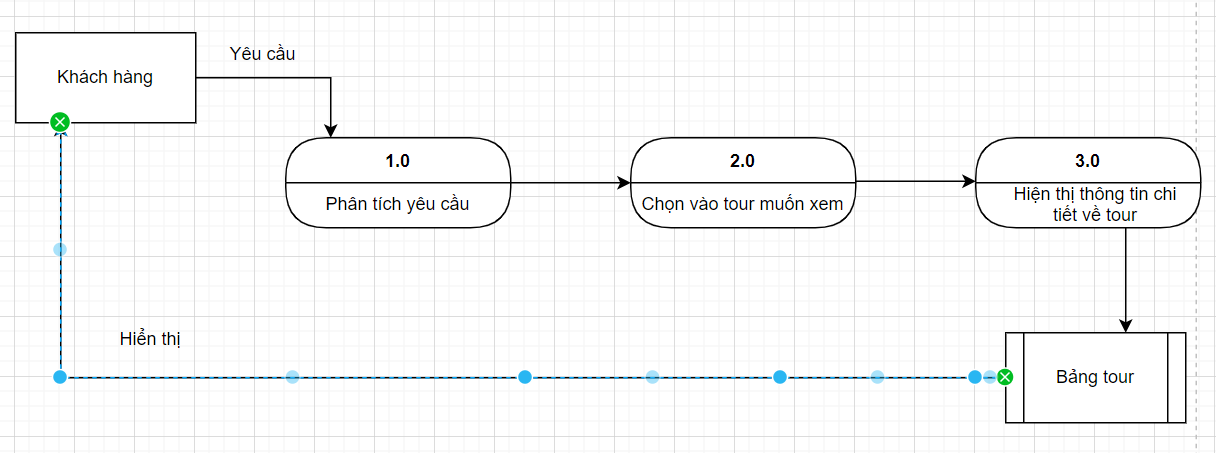 Yêu cầu
Khách hàng
1.0
Phân tích yêu cầu
2.0
Chọn vào tour muốn xem
3.0
Hiện thị thông tin chi
tiết về tour
Hiển thị
Bảng tour